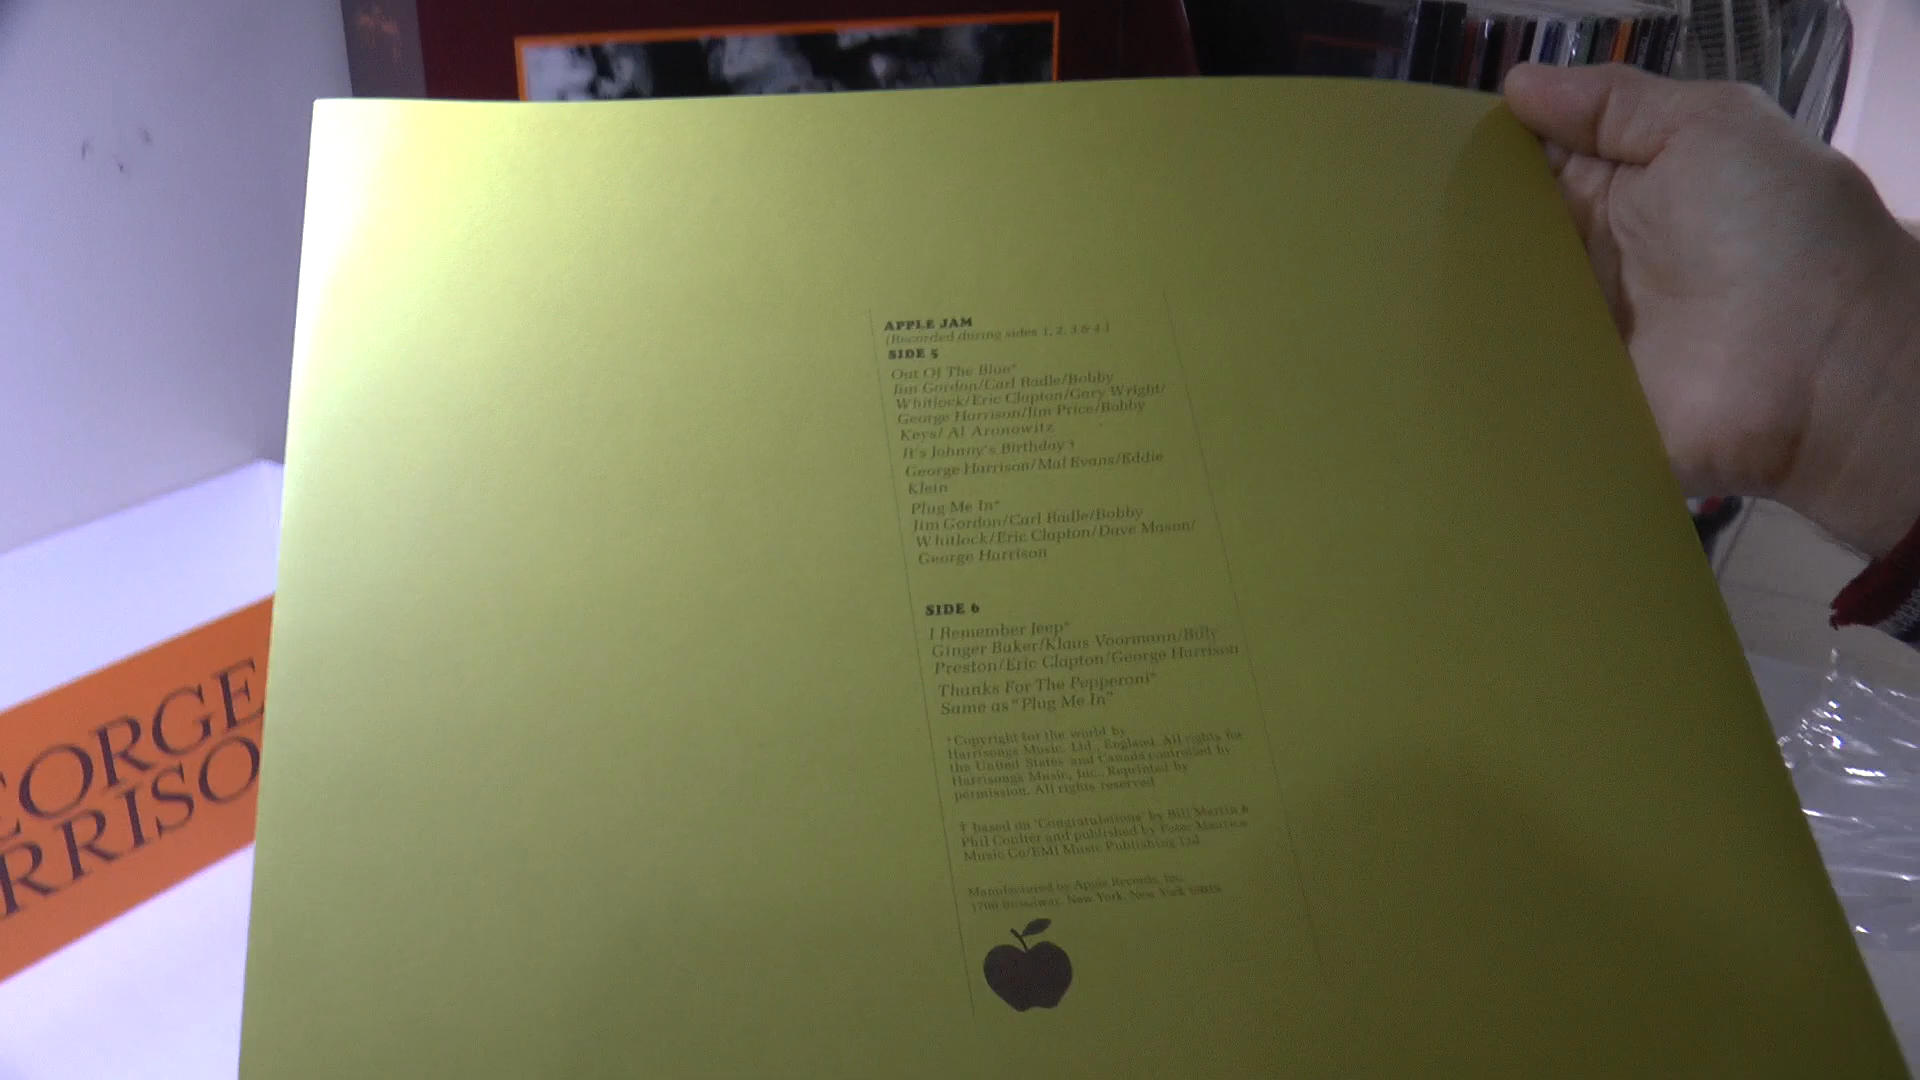 APPLE JAM
(Recorded during sides 1, 2, 3 & 4.)
SIDE 5
Out Of The Blue*
Jim Gordon/Carl Radle/Bobby
Whitlock/Eric Clapton/Gary Wright/
George Harrison/Jim Price/Bobby
Keys/ Al Aronowitz
It's Johnny's Birthday †
George Harrison/Mal Evans/Eddie
Klein
Plug Me In*
Jim Gordon/Carl Radle/Bobby
Whitlock/Eric Clapton/Dave Mason/
George Harrison
SIDE 6
I Remember Jeep*
Ginger Baker/Klaus Voormann/Billy
Preston/Eric Clapton/George Harrison
Thanks For The Pepperoni*
Same as "Plug Me In"
*Copyright for the world by
Harrisongs Music, Ltd., England. All rights for
the United States and Canada controlled by
Harrisongs Music, Inc., Reprinted by
permission. All rights reserved
† based on 'Congratulations' by Bill Martin &
Phil Coulter and published by Peter Maurice
Music Co/EMI Music Publishing Ltd
Manufactured by Apple Records, Inc.
1700 Broadway, New York, New York 10019
EORGE
RRISO